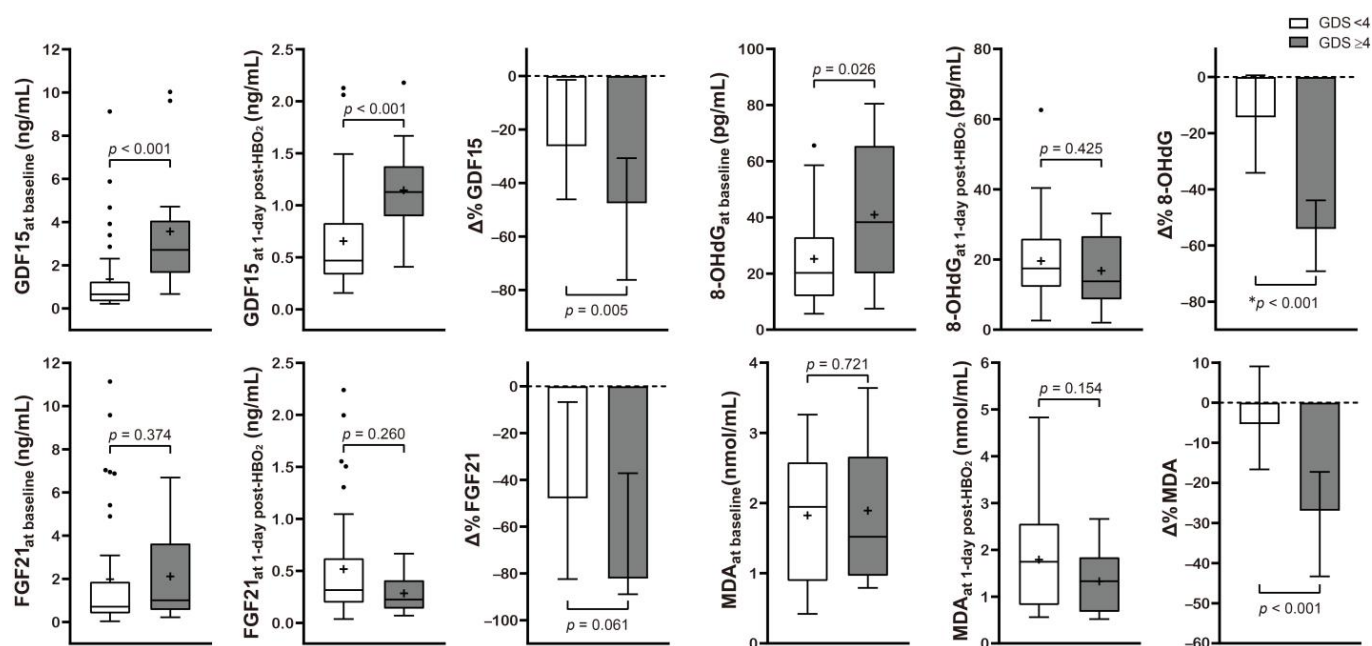 GDS <4
GDS ≥4
GDF15at baseline (ng/mL)
12
10
8
6
4
2
0
p < 0.001
GDF15at 1-day post-HBO2 (ng/mL)
2.5
2.0
1.5
1.0
0.5
0.0
p < 0.001
Δ% GDF15
0
–20
–40
–60
–80
p = 0.005
8-OHdGat baseline (pg/mL)
100
80
60
40
20
0
p = 0.026
8-OHdGat 1-day post-HBO2 (pg/mL)
80
60
40
20
0
p = 0.425
Δ% 8-OHdG
0
–20
–40
–60
–80
*p < 0.001
FGF21at baseline (ng/mL)
12
10
8
6
4
2
0
p = 0.374
FGF21at 1-day post-HBO2 (ng/mL)
2.5
2.0
1.5
1.0
0.5
0.0
p = 0.260
Δ% FGF21
0
–20
–40
–60
–80
–100
p = 0.061
MDAat baseline(nmol/mL)
4
3
2
1
0
p = 0.721
MDAat 1-day post-HBO2 (nmol/mL)
6
5
4
3
2
1
0
p = 0.154
Δ% MDA
10
0
–10
–20
–30
–40
–50
–60
p < 0.001